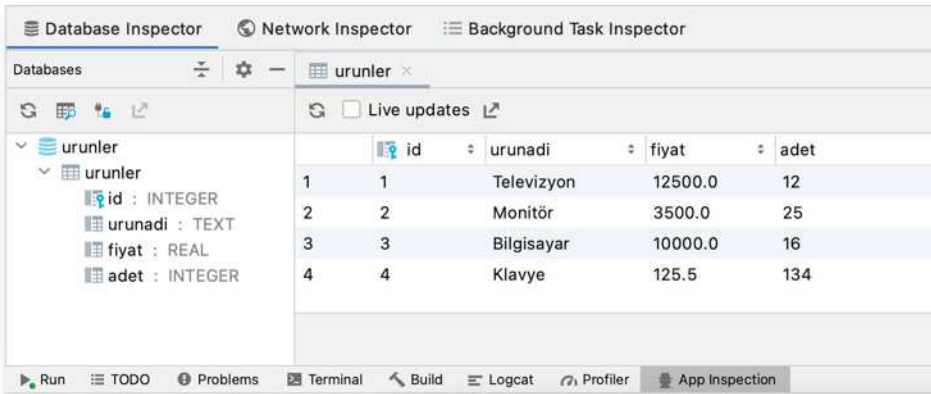 Database Inspector Network Inspector Background Task Inspector
Databases urunler
Live updates
urunler
urunler
id : INTEGER
urunadi : TEXT
fiyat : REAL
adet : INTEGER
id urunadi fiyat adet
1 1 Televizyon 12500.0 12
2 2 Monitör 3500.0 25
3 3 Bilgisayar 10000.0 16
4 4 Klavye 125.5 134
Run TODO Problems Terminal Build Logcat Profiler App Inspection